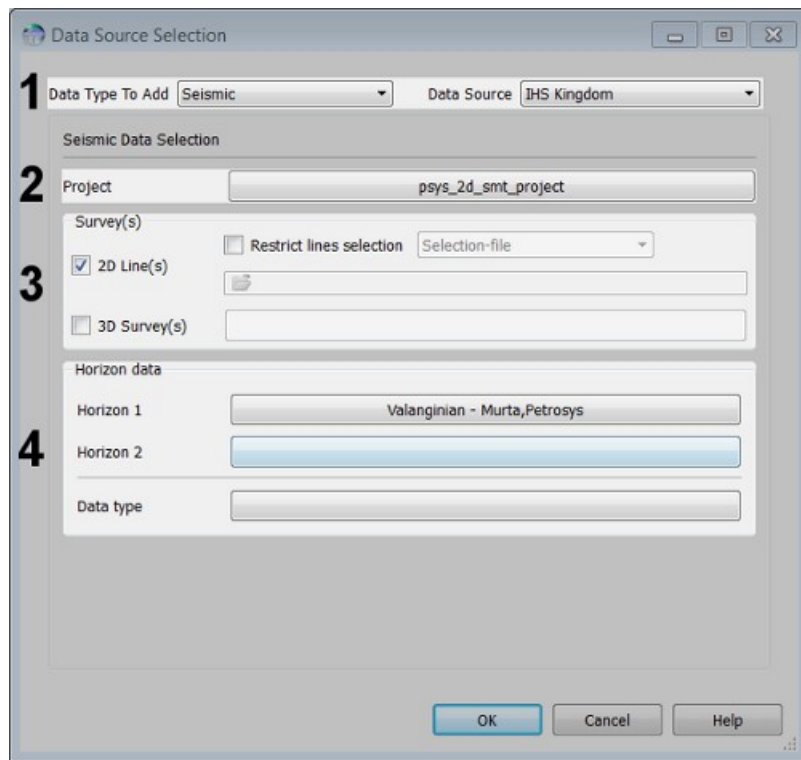 Data Source Selection
1 Data Type To Add Seismic Data Source IHS Kingdom
Seismic Data Selection
2 Project psys_2d_smt_project
Survey(s)
Restrict lines selection Selection-file
3 2D Line(s)
3D Survey(s)
Horizon data
Horizon 1 Valanginian - Murta,Petrosys
4 Horizon 2
Data type
OK Cancel Help